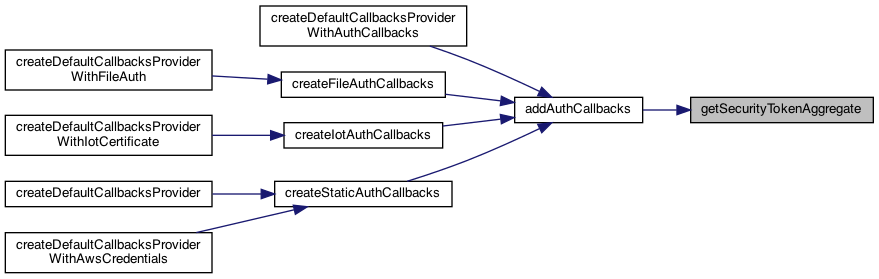 createDefaultCallbacksProvider
WithAuthCallbacks
createDefaultCallbacksProvider
WithFileAuth
createFileAuthCallbacks
addAuthCallbacks
getSecurityTokenAggregate
createDefaultCallbacksProvider
WithIotCertificate
createIotAuthCallbacks
createDefaultCallbacksProvider
createStaticAuthCallbacks
createDefaultCallbacksProvider
WithAwsCredentials